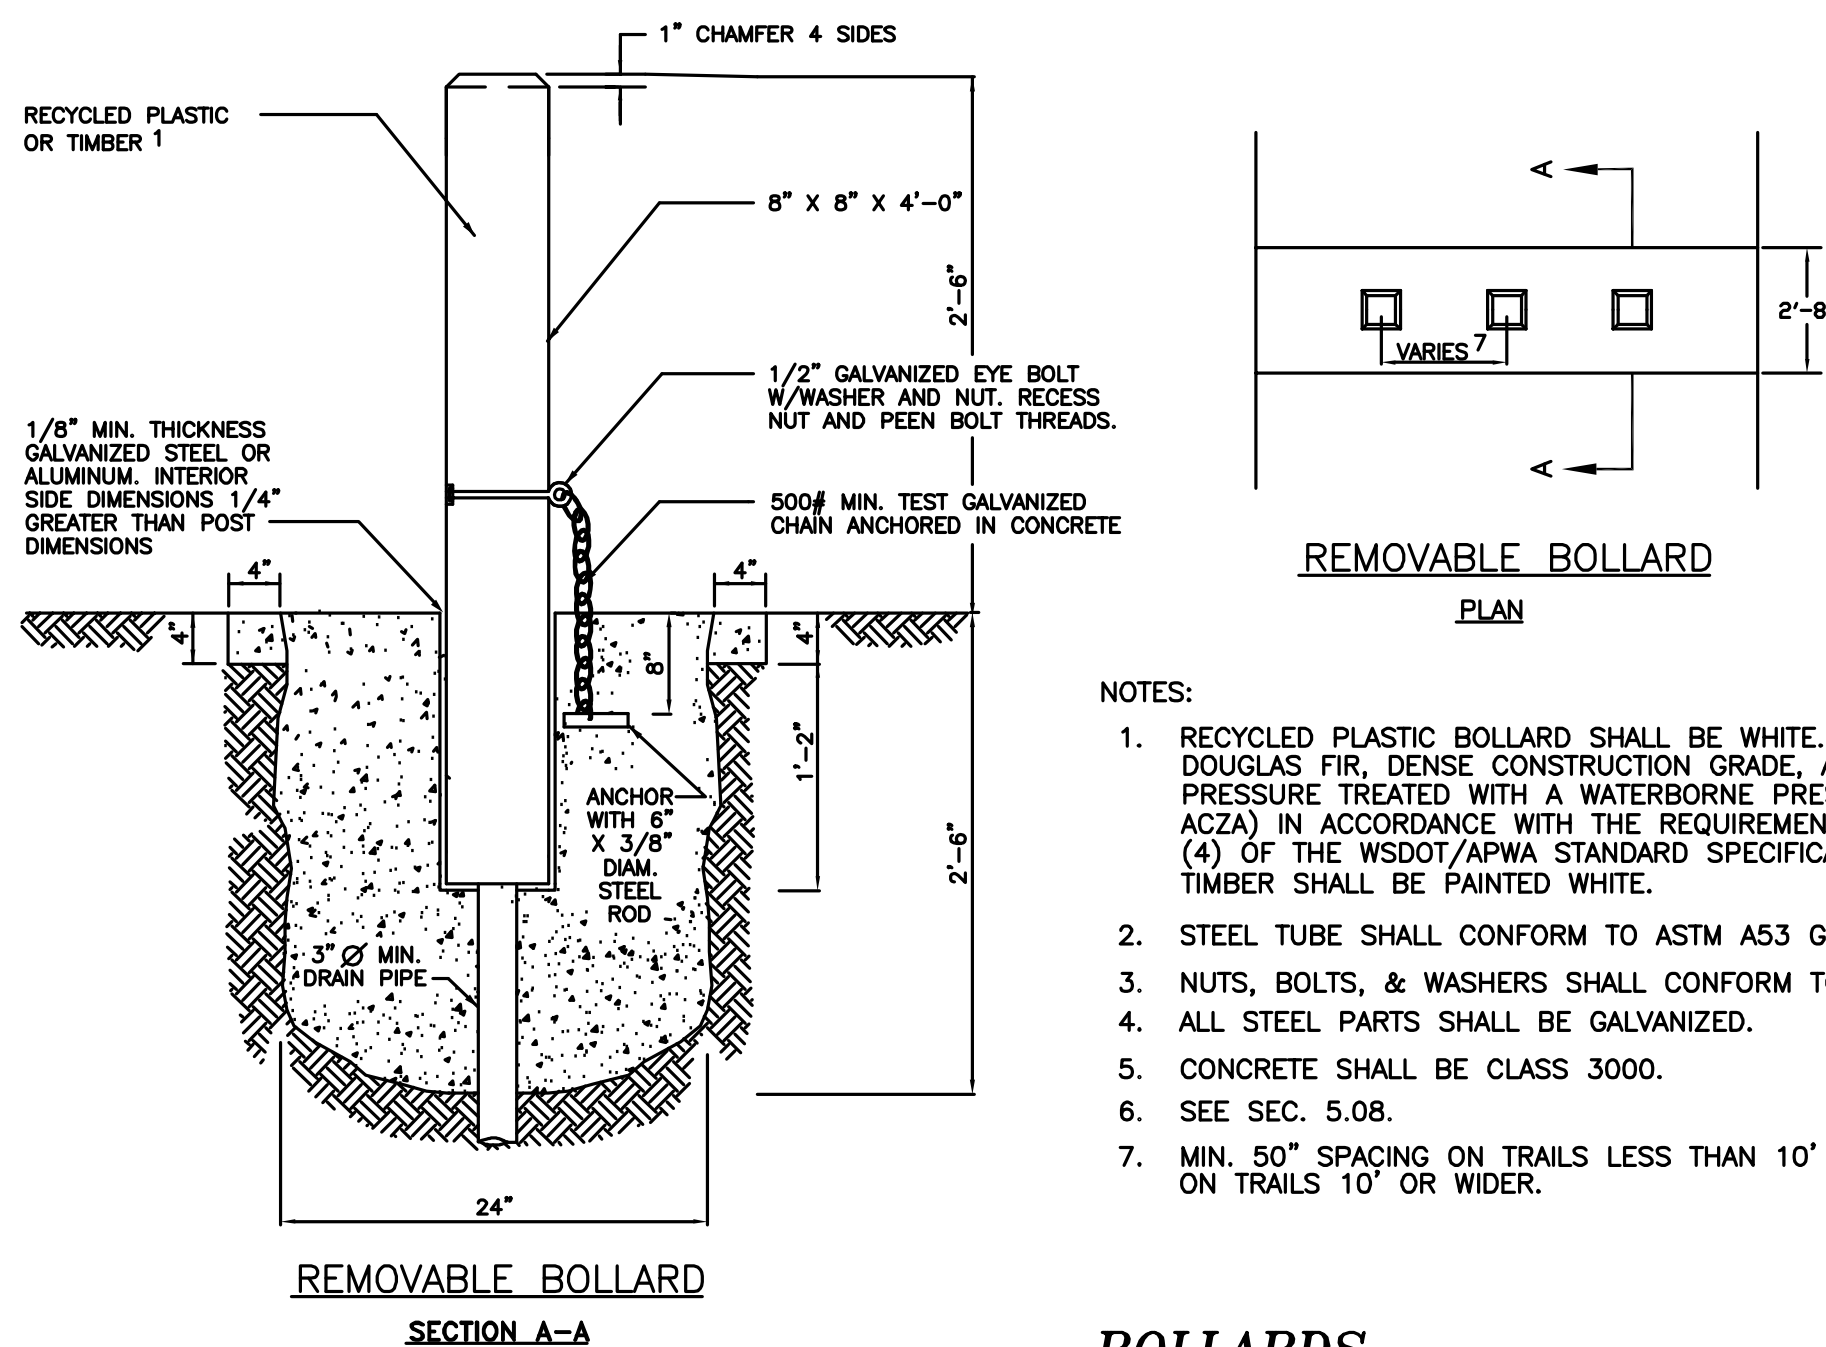 1" CHAMFER 4 SIDES
RECYCLED PLASTIC
OR TIMBER 1
8" X 8" X 4'-0"
2'-6"
1/2" GALVANIZED EYE BOLT
W/WASHER AND NUT. RECESS
NUT AND PEEN BOLT THREADS.
1/8" MIN. THICKNESS
GALVANIZED STEEL OR
ALUMINUM. INTERIOR
SIDE DIMENSIONS 1/4"
GREATER THAN POST
DIMENSIONS
500# MIN. TEST GALVANIZED
CHAIN ANCHORED IN CONCRETE
4"
4"
4"
4"
8"
1'-2"
2'-6"
ANCHOR
WITH 6"
X 3/8"
DIAM.
STEEL
ROD
3" Ø MIN.
DRAIN PIPE
24"
REMOVABLE BOLLARD
SECTION A-A
A
2'-8
VARIES 7
A
REMOVABLE BOLLARD
PLAN
NOTES:
1. RECYCLED PLASTIC BOLLARD SHALL BE WHITE.
DOUGLAS FIR, DENSE CONSTRUCTION GRADE,
PRESSURE TREATED WITH A WATERBORNE PRES
ACZA) IN ACCORDANCE WITH THE REQUIREMEN
(4) OF THE WSDOT/APWA STANDARD SPECIFICA
TIMBER SHALL BE PAINTED WHITE.
2. STEEL TUBE SHALL CONFORM TO ASTM A53 G
3. NUTS, BOLTS, & WASHERS SHALL CONFORM TO
4. ALL STEEL PARTS SHALL BE GALVANIZED.
5. CONCRETE SHALL BE CLASS 3000.
6. SEE SEC. 5.08.
7. MIN. 50" SPACING ON TRAILS LESS THAN 10'
ON TRAILS 10' OR WIDER.
BOLLARDS